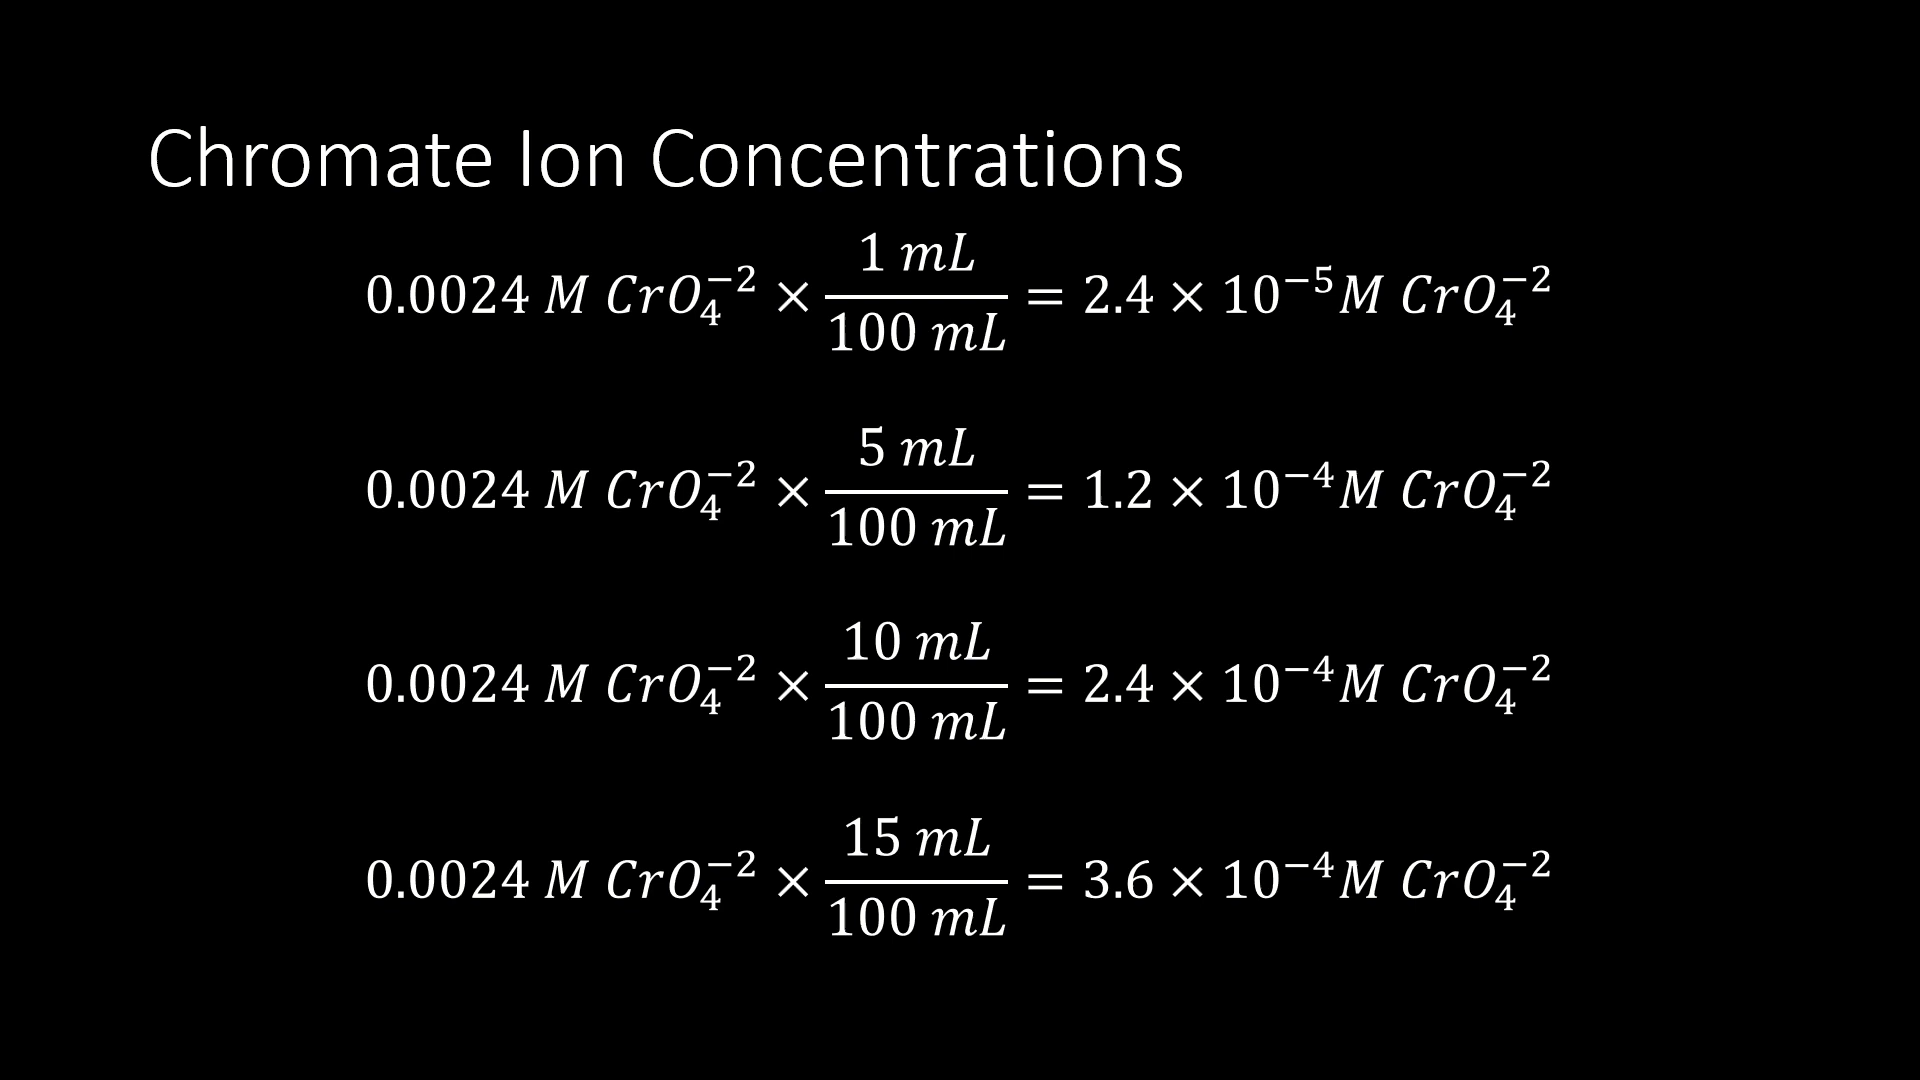 Chromate Ion Concentrations
0.0024 M CrO₄⁻² × 1 mL / 100 mL = 2.4 × 10⁻⁵ M CrO₄⁻²
0.0024 M CrO₄⁻² × 5 mL / 100 mL = 1.2 × 10⁻⁴ M CrO₄⁻²
0.0024 M CrO₄⁻² × 10 mL / 100 mL = 2.4 × 10⁻⁴ M CrO₄⁻²
0.0024 M CrO₄⁻² × 15 mL / 100 mL = 3.6 × 10⁻⁴ M CrO₄⁻²